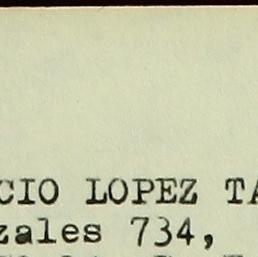 CIO LOPEZ TA
zales 734,